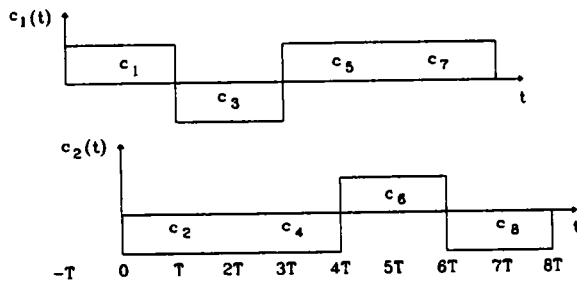 c₁(t)
c₁
c₅
c₇
c₃
t
c₂(t)
c₆
c₂
c₄
c₈
t
-T 0 T 2T 3T 4T 5T 6T 7T 8T